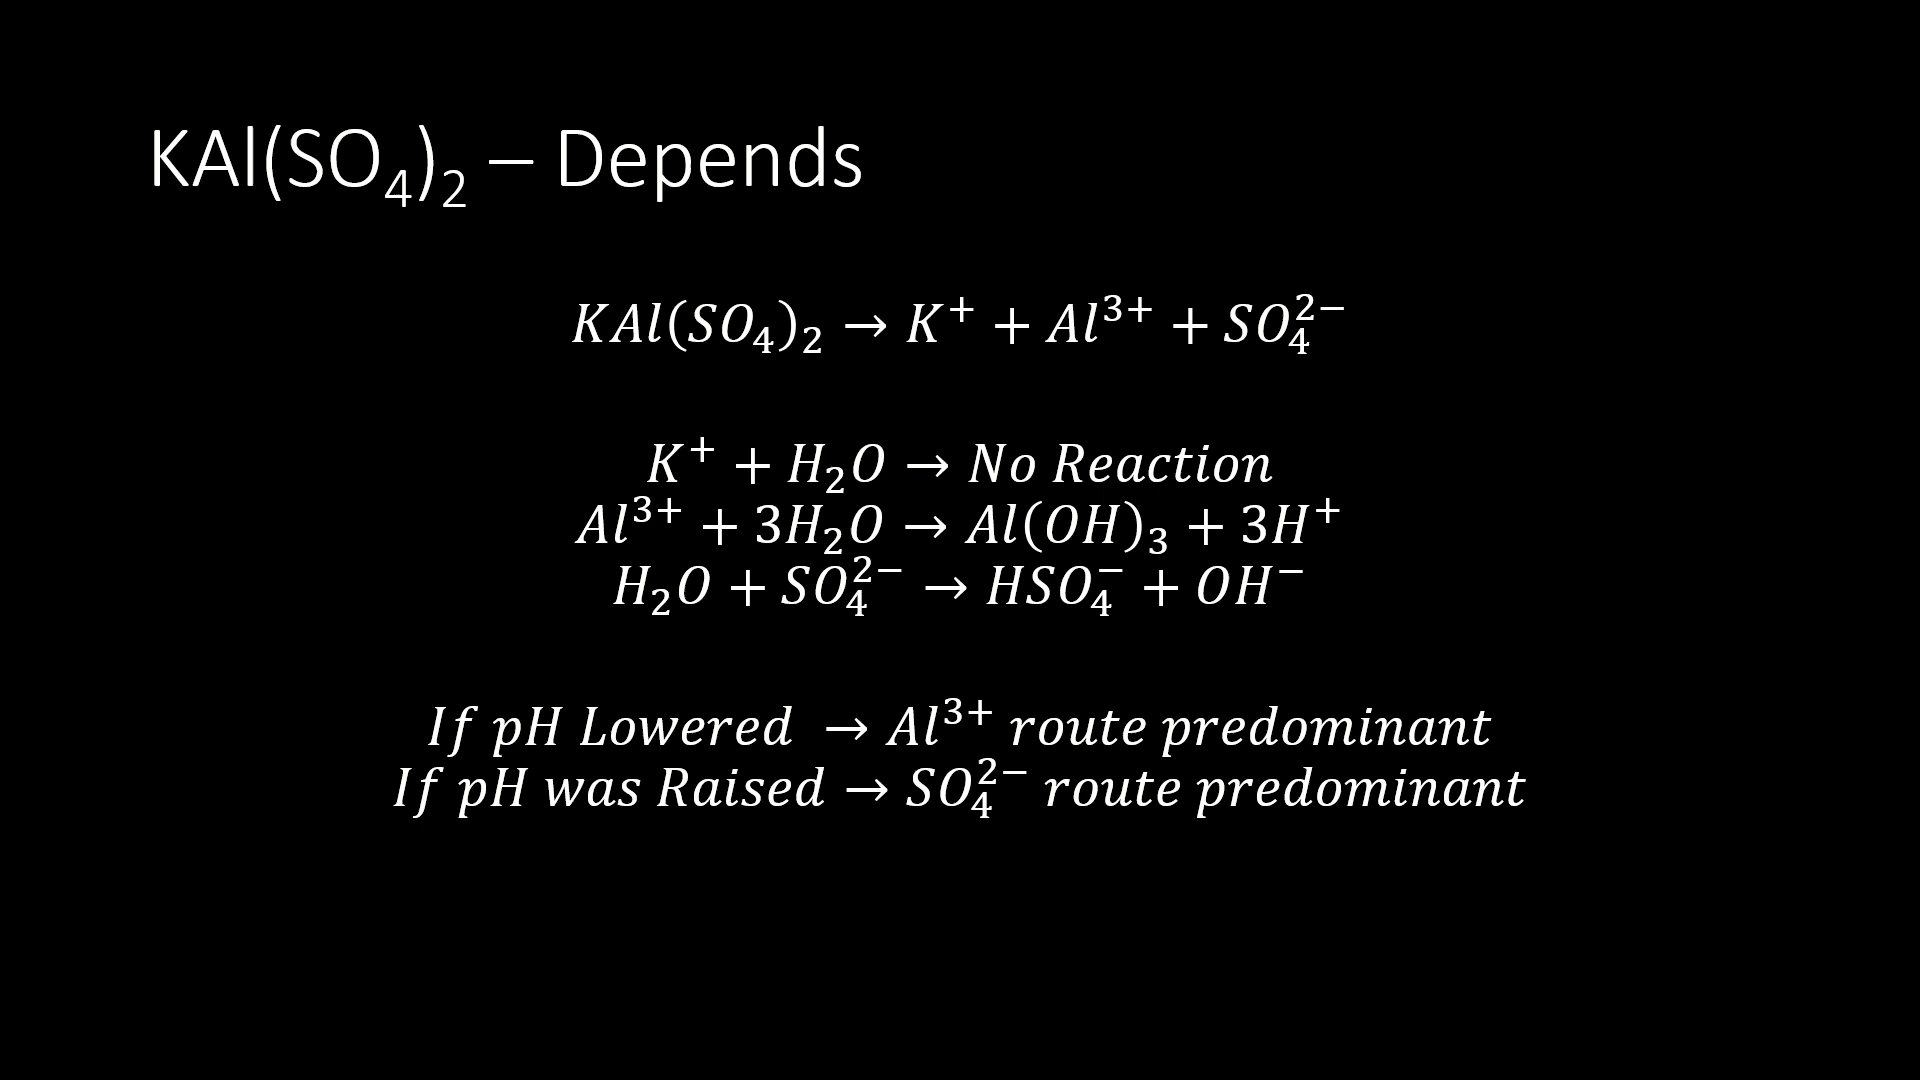 KAl(SO₄)₂ – Depends
KAl(SO₄)₂ → K⁺ + Al³⁺ + SO₄²⁻
K⁺ + H₂O → No Reaction
Al³⁺ + 3H₂O → Al(OH)₃ + 3H⁺
H₂O + SO₄²⁻ → HSO₄⁻ + OH⁻
If pH Lowered → Al³⁺ route predominant
If pH was Raised → SO₄²⁻ route predominant